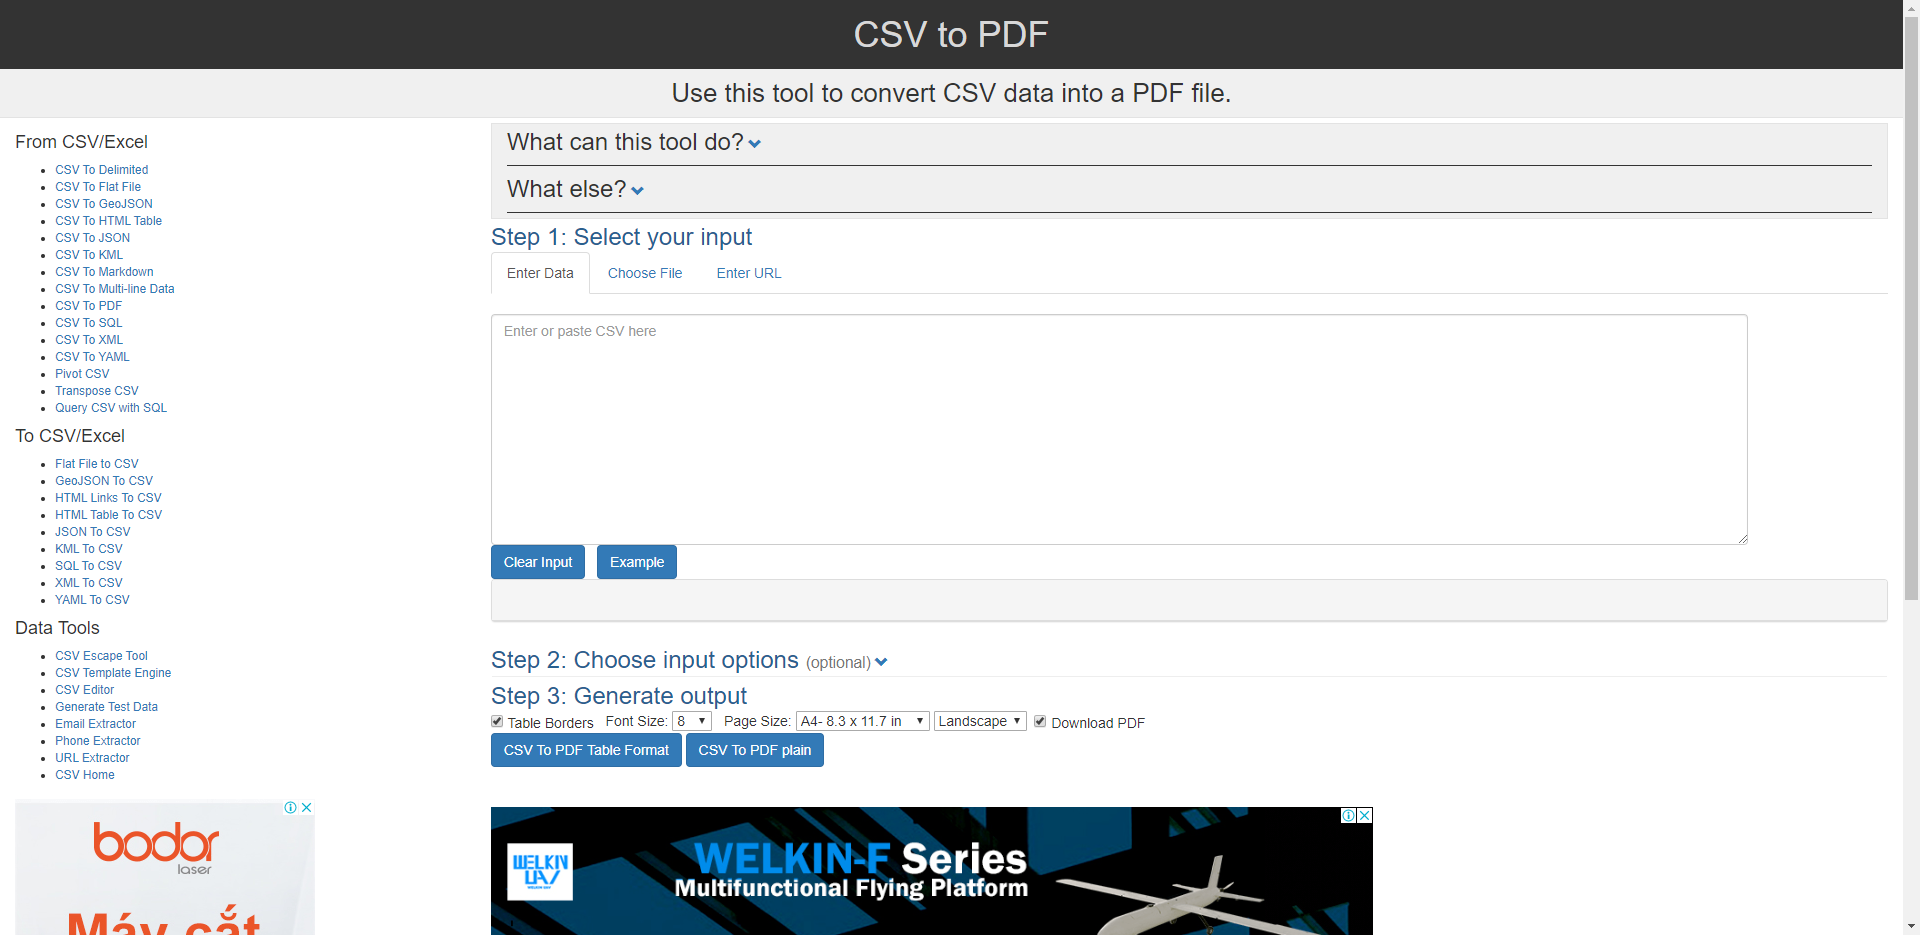 CSV to PDF
Use this tool to convert CSV data into a PDF file.
From CSV/Excel
CSV To Delimited
CSV To Flat File
CSV To GeoJSON
CSV To HTML Table
CSV To JSON
CSV To KML
CSV To Markdown
CSV To Multi-line Data
CSV To PDF
CSV To SQL
CSV To XML
CSV To YAML
Pivot CSV
Transpose CSV
Query CSV with SQL
To CSV/Excel
Flat File to CSV
GeoJSON To CSV
HTML Links To CSV
HTML Table To CSV
JSON To CSV
KML To CSV
SQL To CSV
XML To CSV
YAML To CSV
Data Tools
CSV Escape Tool
CSV Template Engine
CSV Editor
Generate Test Data
Email Extractor
Phone Extractor
URL Extractor
CSV Home
bodor
laser
Máy cắt
What can this tool do?
What else?
Step 1: Select your input
Enter Data Choose File Enter URL
Enter or paste CSV here
Clear Input Example
Step 2: Choose input options (optional)
Step 3: Generate output
Table Borders Font Size: 8 Page Size: A4- 8.3 x 11.7 in Landscape Download PDF
CSV To PDF Table Format CSV To PDF plain
WELKIN
UAV
WELKIN UAV
WELKIN-F Series
Multifunctional Flying Platform